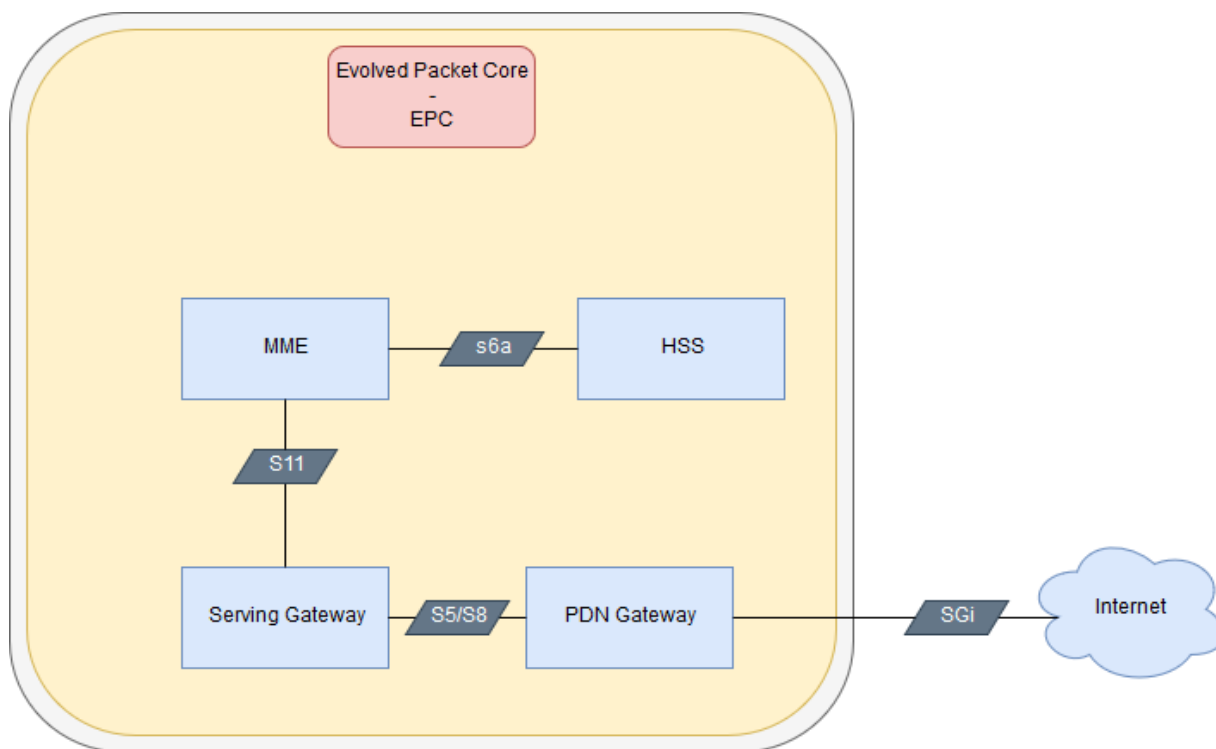 Evolved Packet Core
-
EPC
MME
s6a
HSS
S11
Serving Gateway
S5/S8
PDN Gateway
SGi
Internet